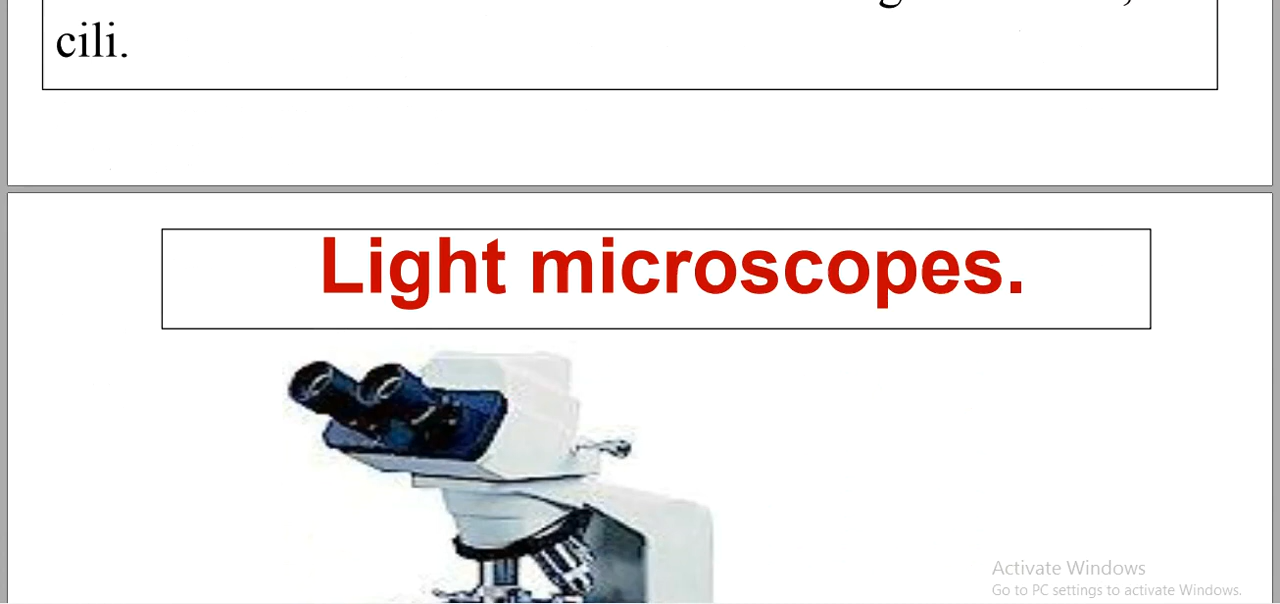 cili.
Light microscopes.
Activate Windows
Go to PC settings to activate Windows.